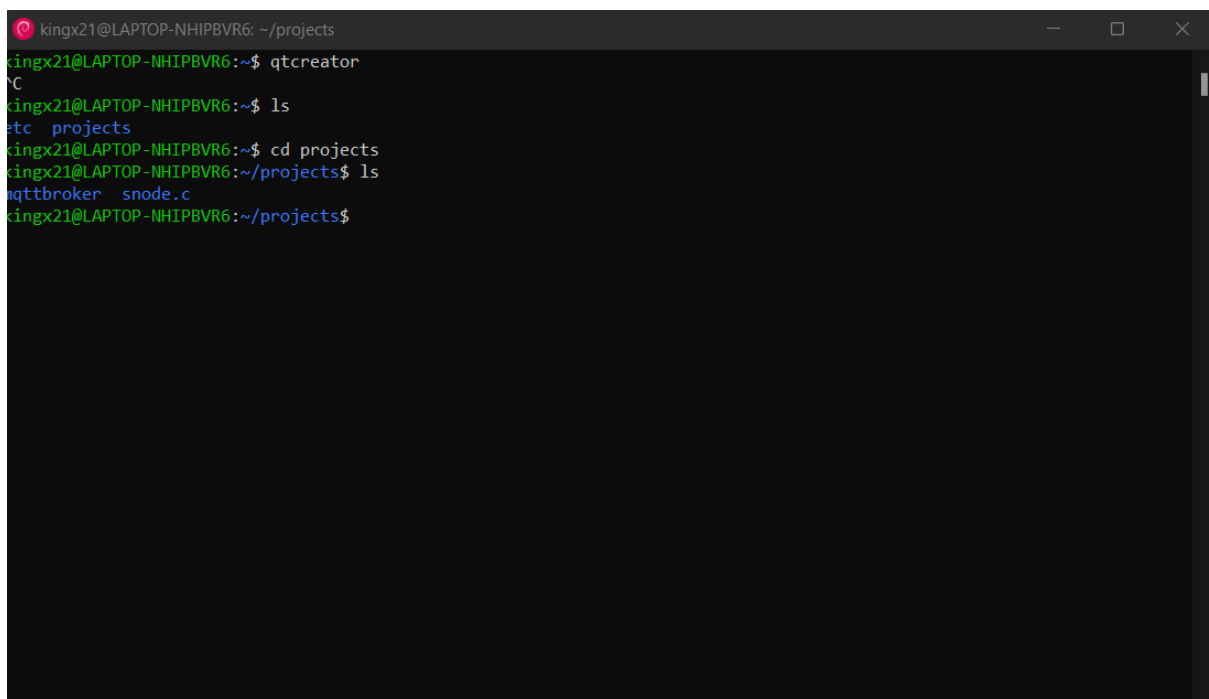 kingx21@LAPTOP-NHIPBVR6: ~/projects
kingx21@LAPTOP-NHIPBVR6:~$ qtcreator
^C
kingx21@LAPTOP-NHIPBVR6:~$ ls
etc  projects
kingx21@LAPTOP-NHIPBVR6:~$ cd projects
kingx21@LAPTOP-NHIPBVR6:~/projects$ ls
mqttbroker  snode.c
kingx21@LAPTOP-NHIPBVR6:~/projects$